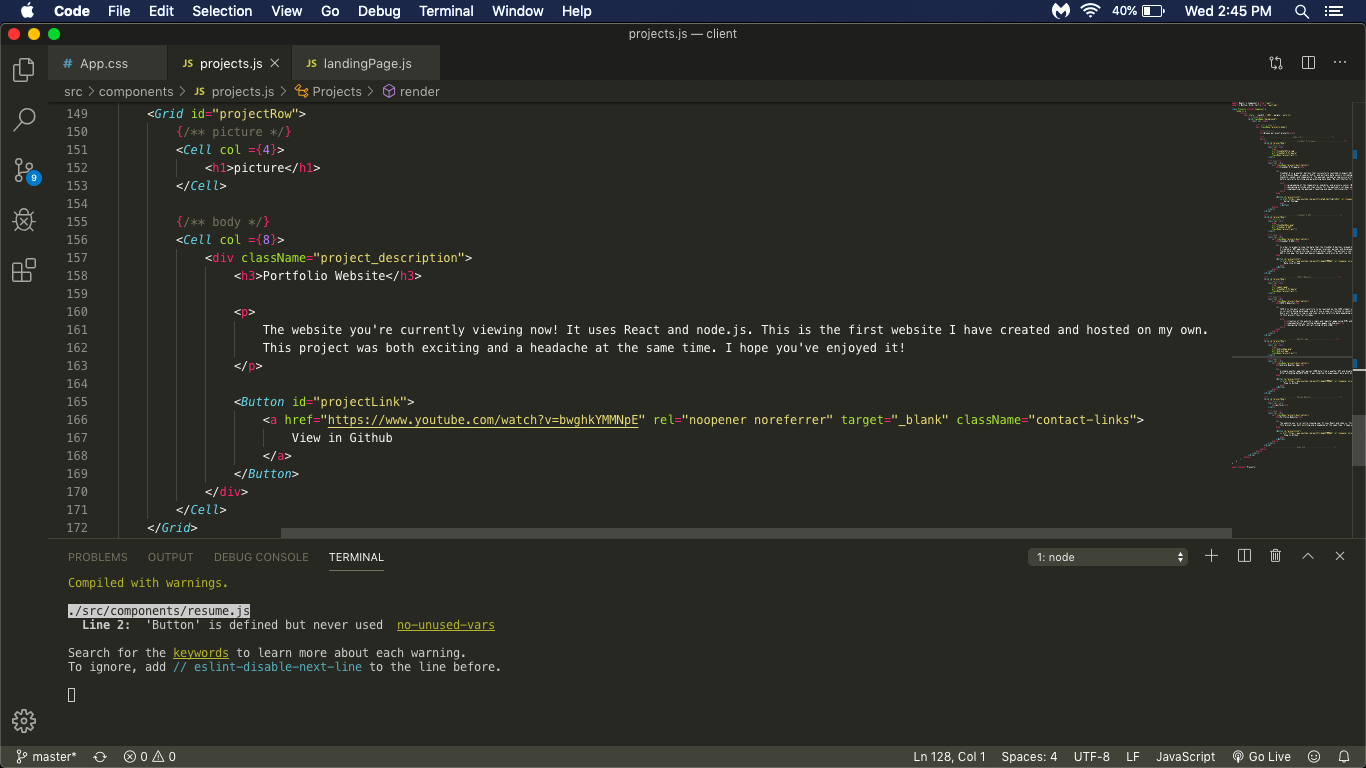 Code File Edit Selection View Go Debug Terminal Window Help 40% Wed 2:45 PM
projects.js — client
# App.css JS projects.js JS landingPage.js
src > components > JS projects.js > Projects > render
149 <Grid id="projectRow">
150 {/** picture */}
151 <Cell col ={4}>
152 <h1>picture</h1>
153 </Cell>
154
155 {/** body */}
156 <Cell col ={8}>
157 <div className="project_description">
158 <h3>Portfolio Website</h3>
159
160 <p>
161 The website you're currently viewing now! It uses React and node.js. This is the first website I have created and hosted on my own.
162 This project was both exciting and a headache at the same time. I hope you've enjoyed it!
163 </p>
164
165 <Button id="projectLink">
166 <a href="https://www.youtube.com/watch?v=bwghkYMMNpE" rel="noopener noreferrer" target="_blank" className="contact-links">
167 View in Github
168 </a>
169 </Button>
170 </div>
171 </Cell>
172 </Grid>
9
PROBLEMS OUTPUT DEBUG CONSOLE TERMINAL 1: node
Compiled with warnings.
./src/components/resume.js
Line 2: 'Button' is defined but never used no-unused-vars
Search for the keywords to learn more about each warning.
To ignore, add // eslint-disable-next-line to the line before.
master* 0 0 Ln 128, Col 1 Spaces: 4 UTF-8 LF JavaScript Go Live